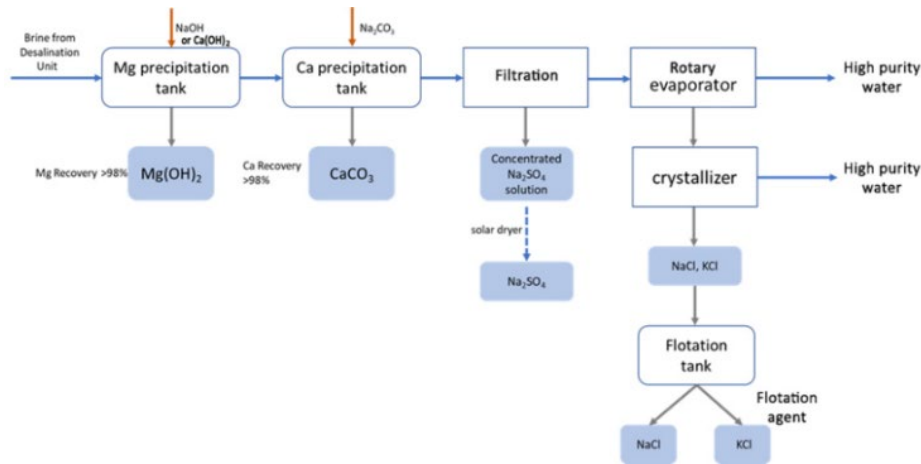 Brine from
Desalination
Unit
NaOH
or Ca(OH)₂
Na₂CO₃
Mg precipitation
tank
Ca precipitation
tank
Filtration
Rotary
evaporator
High purity
water
Mg Recovery >98%
Mg(OH)₂
Ca Recovery
>98%
CaCO₃
Concentrated
Na₂SO₄
solution
crystallizer
High purity
water
solar dryer
Na₂SO₄
NaCl, KCl
Flotation
tank
Flotation
agent
NaCl
KCl